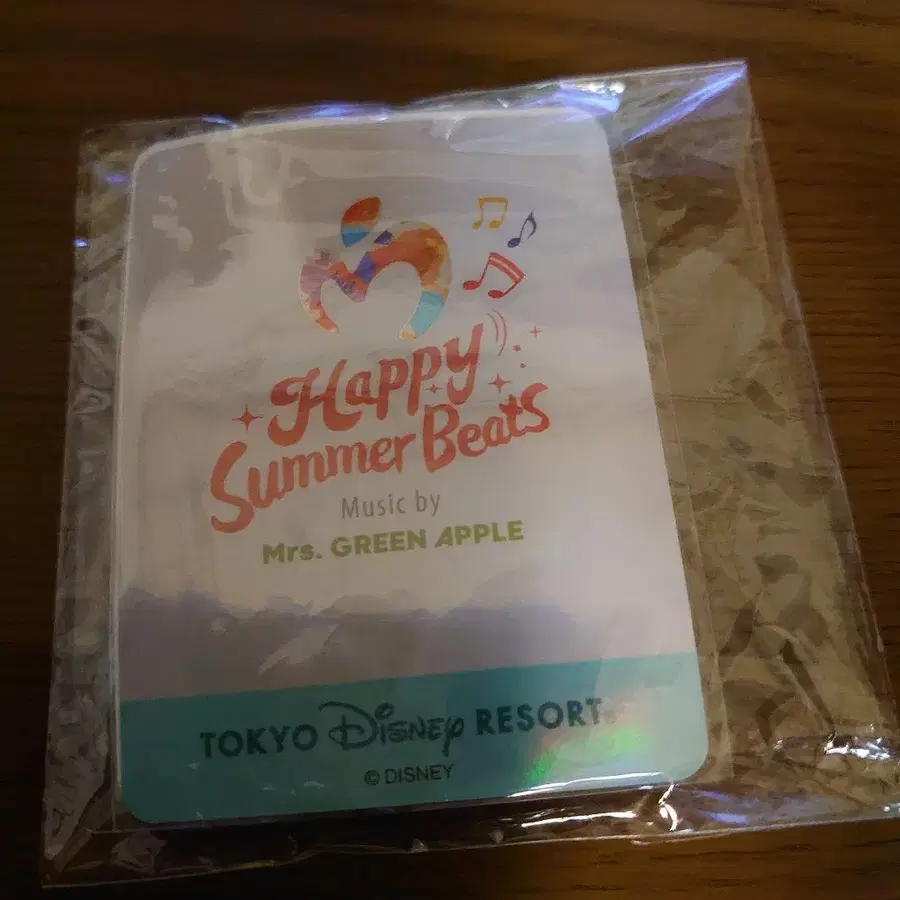 Happy
Summer Beats
Music by
Mrs. GREEN APPLE
TOKYO DISNEY RESORT
© DISNEY